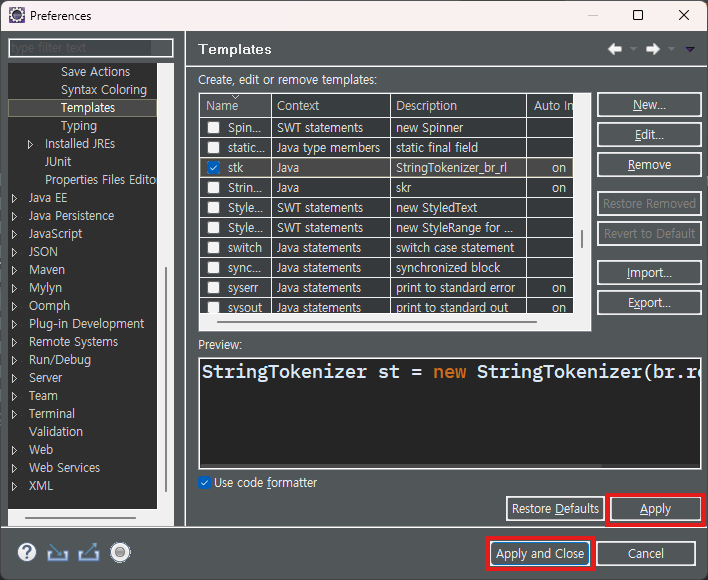 Preferences
type filter text
Templates
Save Actions
Syntax Coloring
Templates
Typing
Installed JREs
JUnit
Properties Files Editor
Java EE
Java Persistence
JavaScript
JSON
Maven
Mylyn
Oomph
Plug-in Development
Remote Systems
Run/Debug
Server
Team
Terminal
Validation
Web
Web Services
XML
Create, edit or remove templates:
Name Context Description Auto In
Spin... SWT statements new Spinner
static... Java type members static final field
stk Java StringTokenizer_br_rl on
Strin... Java skr on
Style... SWT statements new StyledText
Style... SWT statements new StyleRange for ...
switch Java statements switch case statement
sync... Java statements synchronized block
syserr Java statements print to standard error on
sysout Java statements print to standard out on
New...
Edit...
Remove
Restore Removed
Revert to Default
Import...
Export...
Preview:
StringTokenizer st = new StringTokenizer(br.re
Use code formatter
Restore Defaults Apply
Apply and Close Cancel